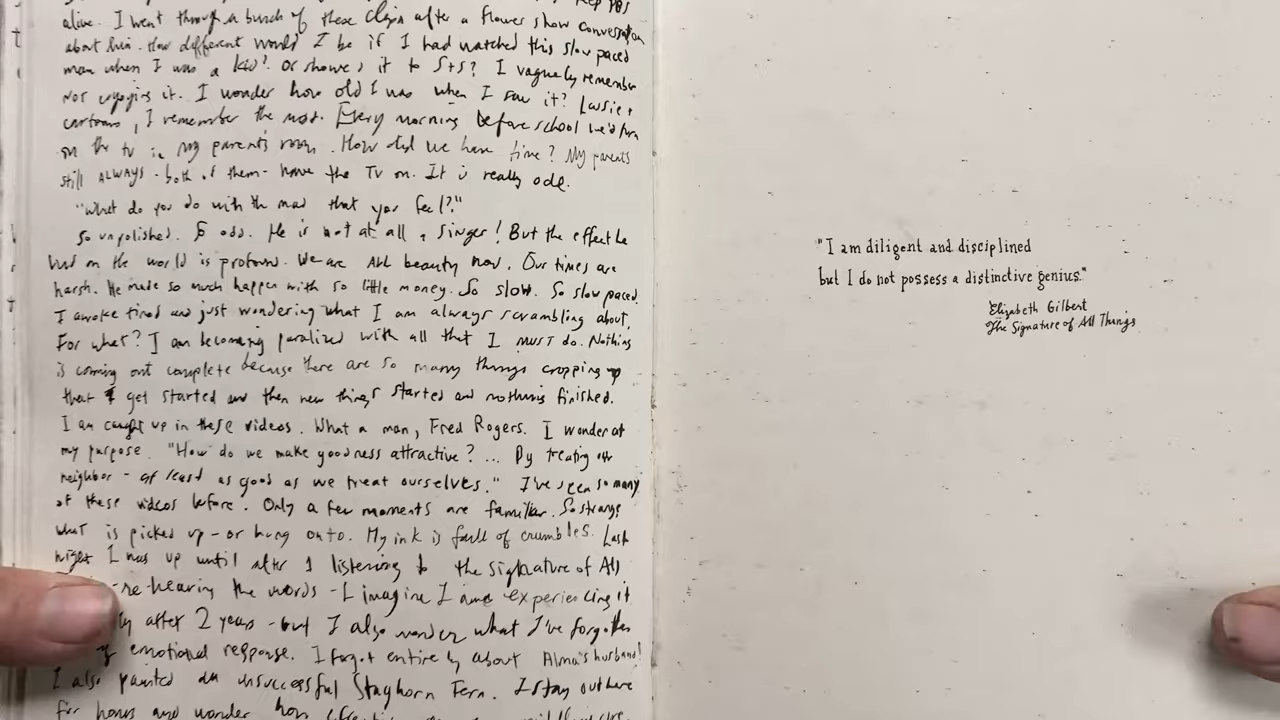 alive. I went through a bunch of these clips after a flower show conversation
about him. How different would I be if I had watched this slow paced
man when I was a kid? Or showed it to S+S? I vaguely remember
not enjoying it. I wonder how old I was when I saw it? Lassie +
cartoons, I remember the most. Every morning before school we'd turn
on the tv in my parent's room. How did we have time? My parents
still ALWAYS - both of them - have the TV on. It is really odd.
"What do you do with the mad that you feel?"
So unpolished. So odd. He is not at all a singer! But the effect he
had on the world is profound. We are All beauty now. Our times are
harsh. He made so much happen with so little money. So slow. So slow paced.
I awoke tired and just wondering what I am always scrambling about.
For what? I am becoming paralized with all that I must do. Nothing
is coming out complete because there are so many things cropping up
that I get started and then new things started and nothing finished.
I am caught up in these videos. What a man, Fred Rogers. I wonder at
my purpose. "How do we make goodness attractive? ... By treating our
neighbor - at least as good as we treat ourselves." I've seen so many
of these videos before. Only a few moments are familiar. So strange
what is picked up - or hung onto. My ink is full of crumbles. Last
night I was up until after 1 listening to the Signature of All
re-hearing the words - I imagine I am experiencing it
after 2 years - but I also wonder what I've forgotten
emotional response. I forgot entirely about Alma's husband!
I also painted an unsuccessful Staghorn Fern. I stay out here
for hours and wonder how
"I am diligent and disciplined
but I do not possess a distinctive genius."
Elizabeth Gilbert
The Signature of All Things